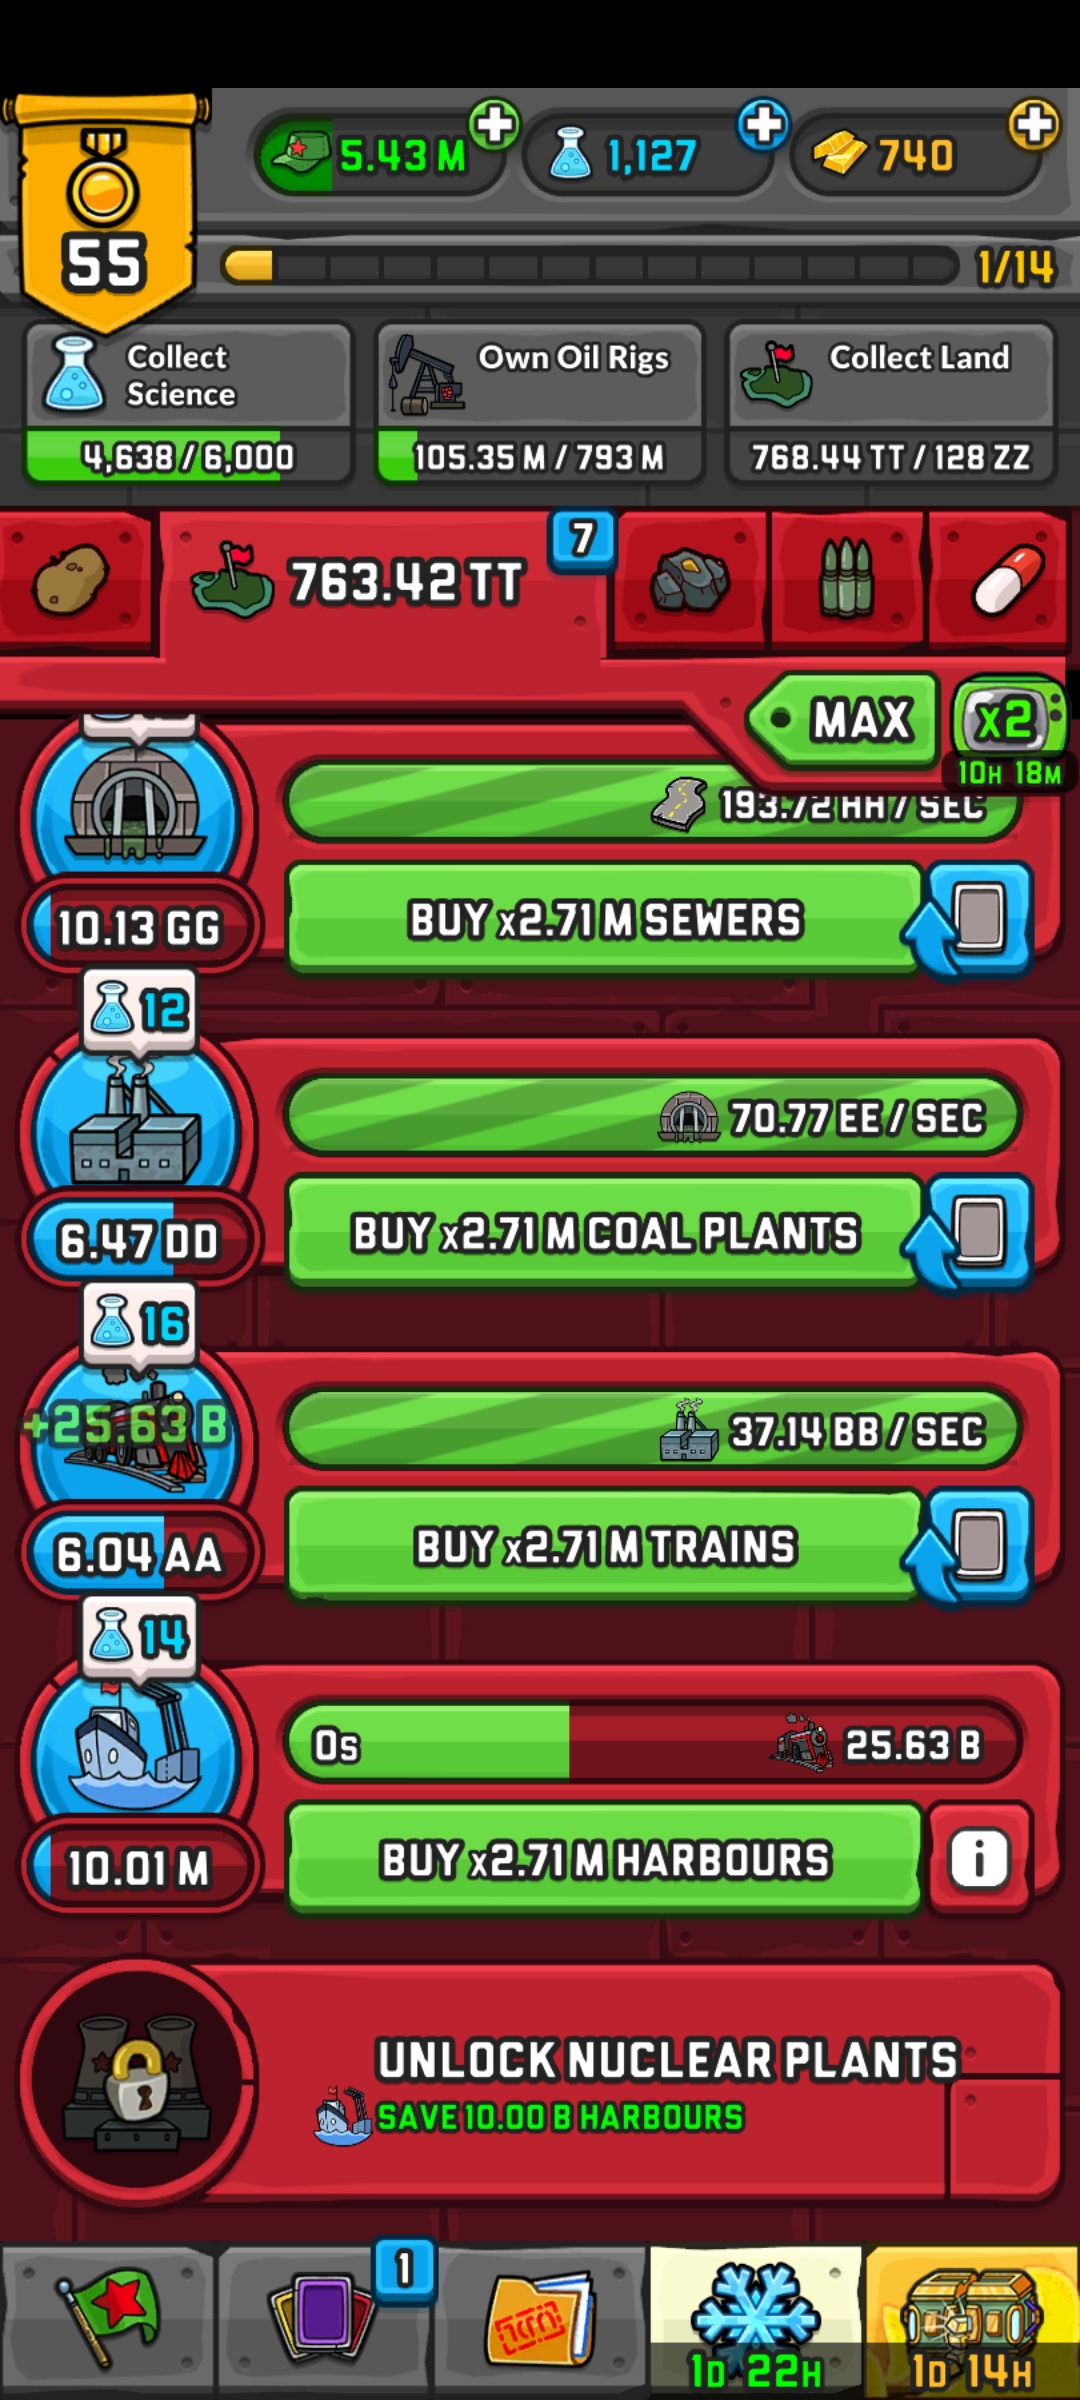 5.43 M
1,127
740
55
1/14
Collect
Science
4,638 / 6,000
Own Oil Rigs
105.35 M / 793 M
Collect Land
768.44 TT / 128 ZZ
763.42 TT
7
MAX
x2
10H 18M
193.72 HH / SEC
10.13 GG
BUY x2.71 M SEWERS
12
70.77 EE / SEC
6.47 DD
BUY x2.71 M COAL PLANTS
16
+25.63 B
37.14 BB / SEC
6.04 AA
BUY x2.71 M TRAINS
14
0s
25.63 B
10.01 M
BUY x2.71 M HARBOURS
i
UNLOCK NUCLEAR PLANTS
SAVE 10.00 B HARBOURS
1
1D 22H
1D 14H